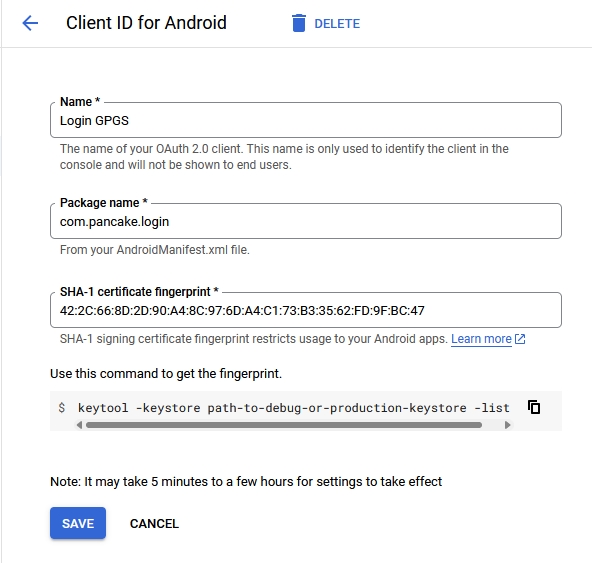 Client ID for Android
DELETE
Name *
Login GPGS
The name of your OAuth 2.0 client. This name is only used to identify the client in the
console and will not be shown to end users.
Package name *
com.pancake.login
From your AndroidManifest.xml file.
SHA-1 certificate fingerprint *
42:2C:66:8D:2D:90:A4:8C:97:6D:A4:C1:73:B3:35:62:FD:9F:BC:47
SHA-1 signing certificate fingerprint restricts usage to your Android apps. Learn more
Use this command to get the fingerprint.
$ keytool -keystore path-to-debug-or-production-keystore -list
Note: It may take 5 minutes to a few hours for settings to take effect
SAVE CANCEL